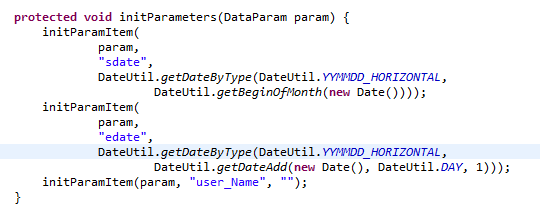 protected void initParameters(DataParam param) {
    initParamItem(
            param,
            "sdate",
            DateUtil.getDateByType(DateUtil.YYMMDD_HORIZONTAL,
                    DateUtil.getBeginOfMonth(new Date())));
    initParamItem(
            param,
            "edate",
            DateUtil.getDateByType(DateUtil.YYMMDD_HORIZONTAL,
                    DateUtil.getDateAdd(new Date(), DateUtil.DAY, 1)));
    initParamItem(param, "user_Name", "");
}